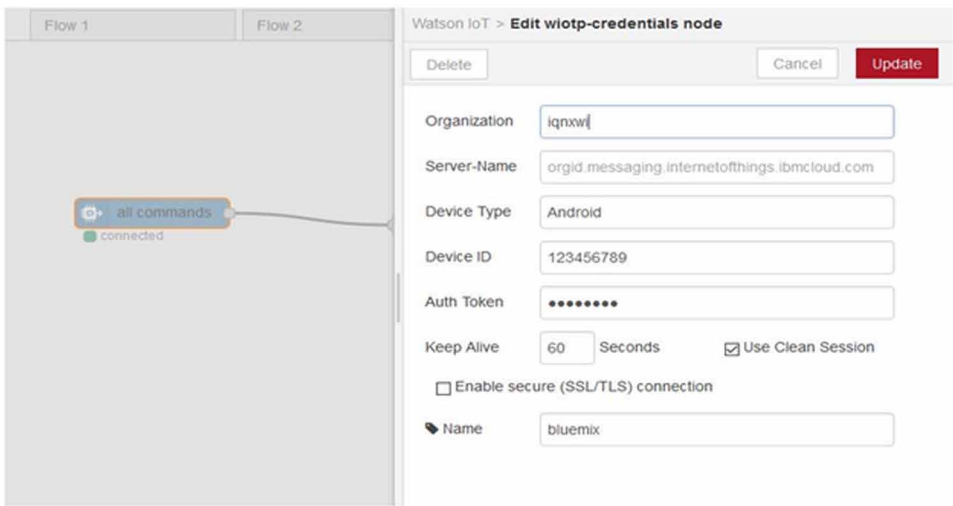 Flow 1
Flow 2
all commands
connected
Watson IoT > Edit wiotp-credentials node
Delete
Cancel
Update
Organization
iqnxwi
Server-Name
orgid.messaging.internetofthings.ibmcloud.com
Device Type
Android
Device ID
123456789
Auth Token
••••••••
Keep Alive
60
Seconds
Use Clean Session
Enable secure (SSL/TLS) connection
Name
bluemix